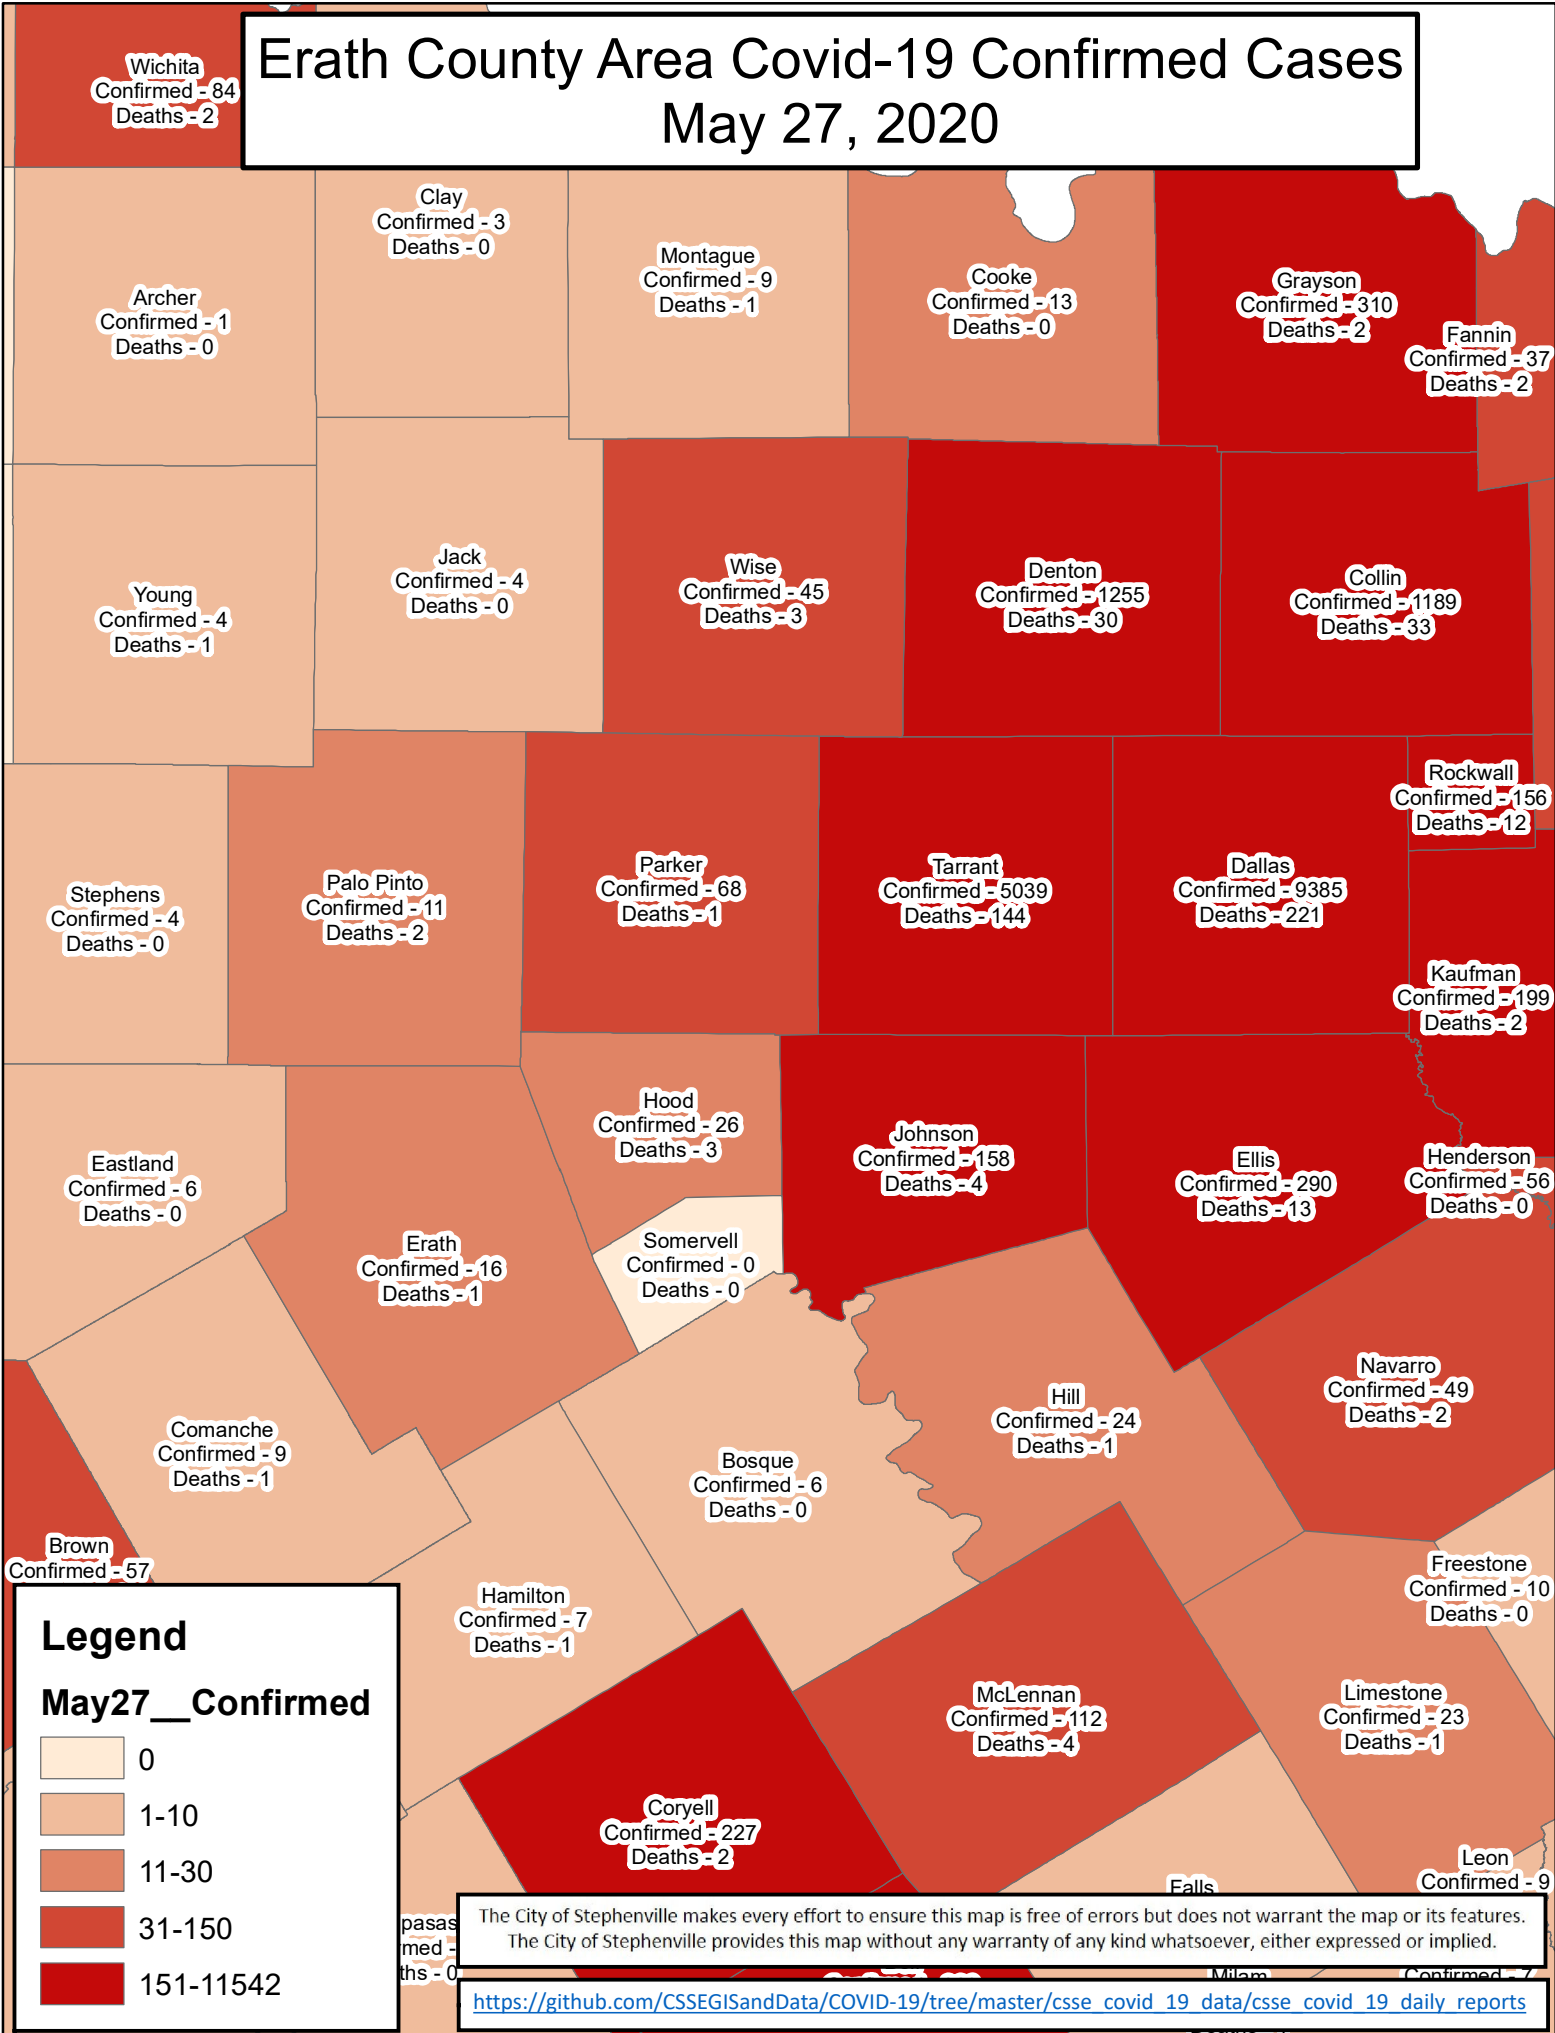 Erath County Area Covid-19 Confirmed Cases
May 27, 2020
Wichita
Confirmed - 84
Deaths - 2
Clay
Confirmed - 3
Deaths - 0
Montague
Confirmed - 9
Deaths - 1
Cooke
Confirmed - 13
Deaths - 0
Grayson
Confirmed - 310
Deaths - 2
Fannin
Confirmed - 37
Deaths - 2
Archer
Confirmed - 1
Deaths - 0
Young
Confirmed - 4
Deaths - 1
Jack
Confirmed - 4
Deaths - 0
Wise
Confirmed - 45
Deaths - 3
Denton
Confirmed - 1255
Deaths - 30
Collin
Confirmed - 1189
Deaths - 33
Rockwall
Confirmed - 156
Deaths - 12
Stephens
Confirmed - 4
Deaths - 0
Palo Pinto
Confirmed - 11
Deaths - 2
Parker
Confirmed - 68
Deaths - 1
Tarrant
Confirmed - 5039
Deaths - 144
Dallas
Confirmed - 9385
Deaths - 221
Kaufman
Confirmed - 199
Deaths - 2
Eastland
Confirmed - 6
Deaths - 0
Erath
Confirmed - 16
Deaths - 1
Hood
Confirmed - 26
Deaths - 3
Somervell
Confirmed - 0
Deaths - 0
Johnson
Confirmed - 158
Deaths - 4
Ellis
Confirmed - 290
Deaths - 13
Henderson
Confirmed - 56
Deaths - 0
Comanche
Confirmed - 9
Deaths - 1
Bosque
Confirmed - 6
Deaths - 0
Hill
Confirmed - 24
Deaths - 1
Navarro
Confirmed - 49
Deaths - 2
Brown
Confirmed - 57
Hamilton
Confirmed - 7
Deaths - 1
Freestone
Confirmed - 10
Deaths - 0
McLennan
Confirmed - 112
Deaths - 4
Limestone
Confirmed - 23
Deaths - 1
Coryell
Confirmed - 227
Deaths - 2
Leon
Confirmed - 9
Falls
pasas
med -
ths - 0
Milam
Confirmed - 7
Legend
May27__Confirmed
0
1-10
11-30
31-150
151-11542
The City of Stephenville makes every effort to ensure this map is free of errors but does not warrant the map or its features.
The City of Stephenville provides this map without any warranty of any kind whatsoever, either expressed or implied.
https://github.com/CSSEGISandData/COVID-19/tree/master/csse_covid_19_data/csse_covid_19_daily_reports